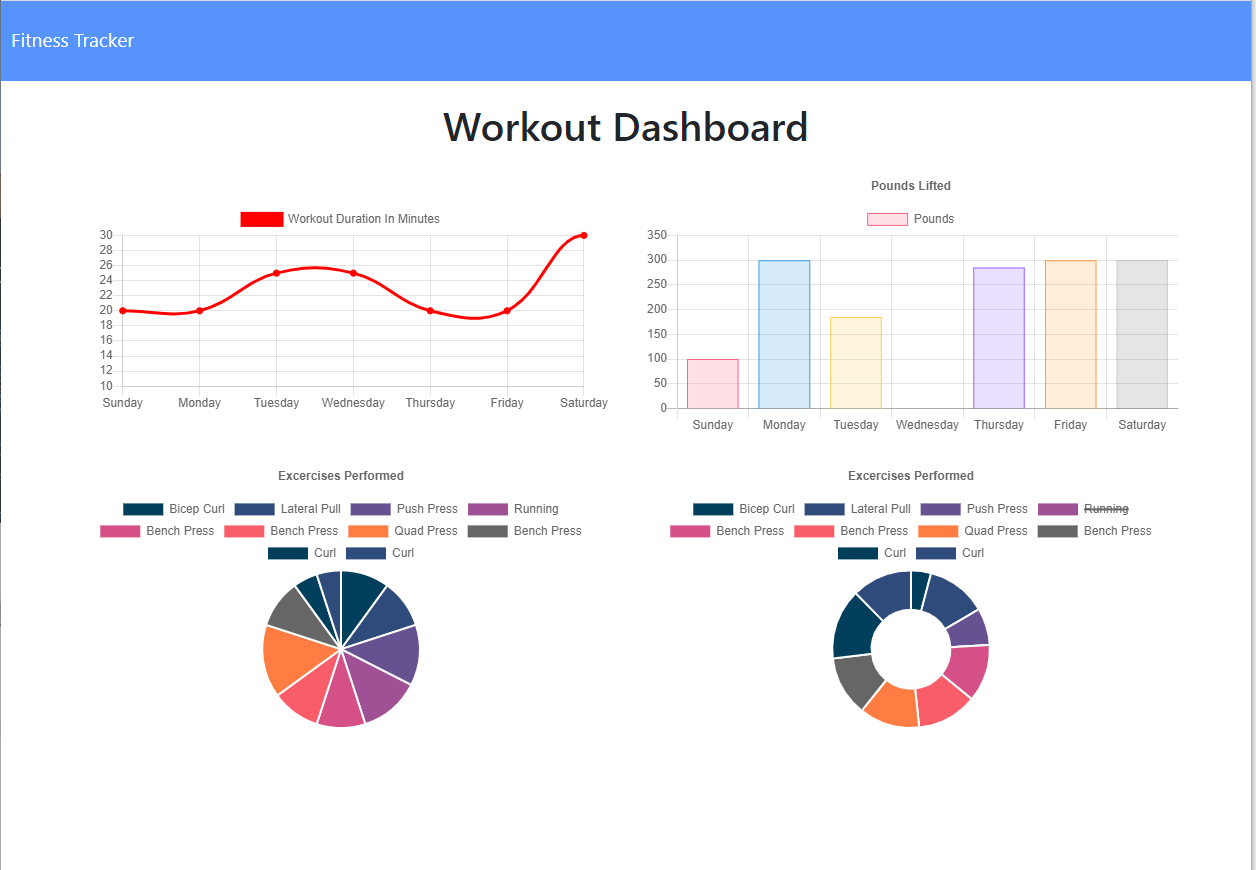 Fitness Tracker
Workout Dashboard
Workout Duration In Minutes
30
28
26
24
22
20
18
16
14
12
10
Sunday Monday Tuesday Wednesday Thursday Friday Saturday
Pounds Lifted
Pounds
350
300
250
200
150
100
50
0
Sunday Monday Tuesday Wednesday Thursday Friday Saturday
Excercises Performed
Bicep Curl Lateral Pull Push Press Running
Bench Press Bench Press Quad Press Bench Press
Curl Curl
Excercises Performed
Bicep Curl Lateral Pull Push Press Running
Bench Press Bench Press Quad Press Bench Press
Curl Curl